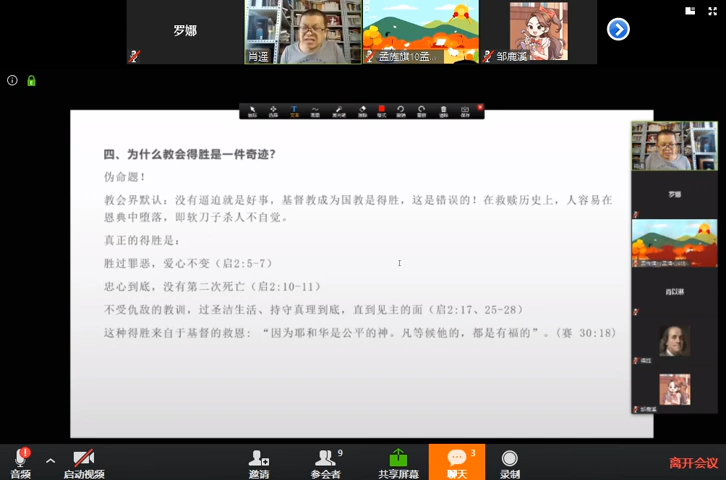 罗娜
肖遥
孟旌旗10孟...
邹鹿溪
四、为什么教会得胜是一件奇迹？
伪命题！
教会界默认：没有逼迫就是好事，基督教成为国教是得胜，这是错误的！在救赎历史上，人容易在
恩典中堕落，即软刀子杀人不自觉。
真正的得胜是：
胜过罪恶，爱心不变（启2:5-7）
忠心到底，没有第二次死亡（启2:10-11）
不受仇敌的教训，过圣洁生活、持守真理到底，直到见主的面（启2:17、25-28）
这种得胜来自于基督的救恩: “因为耶和华是公平的神。凡等候他的，都是有福的”。(赛 30:18)
罗娜
邹鹿溪
音频
启动视频
邀请
9
参会者
共享屏幕
3
聊天
录制
离开会议